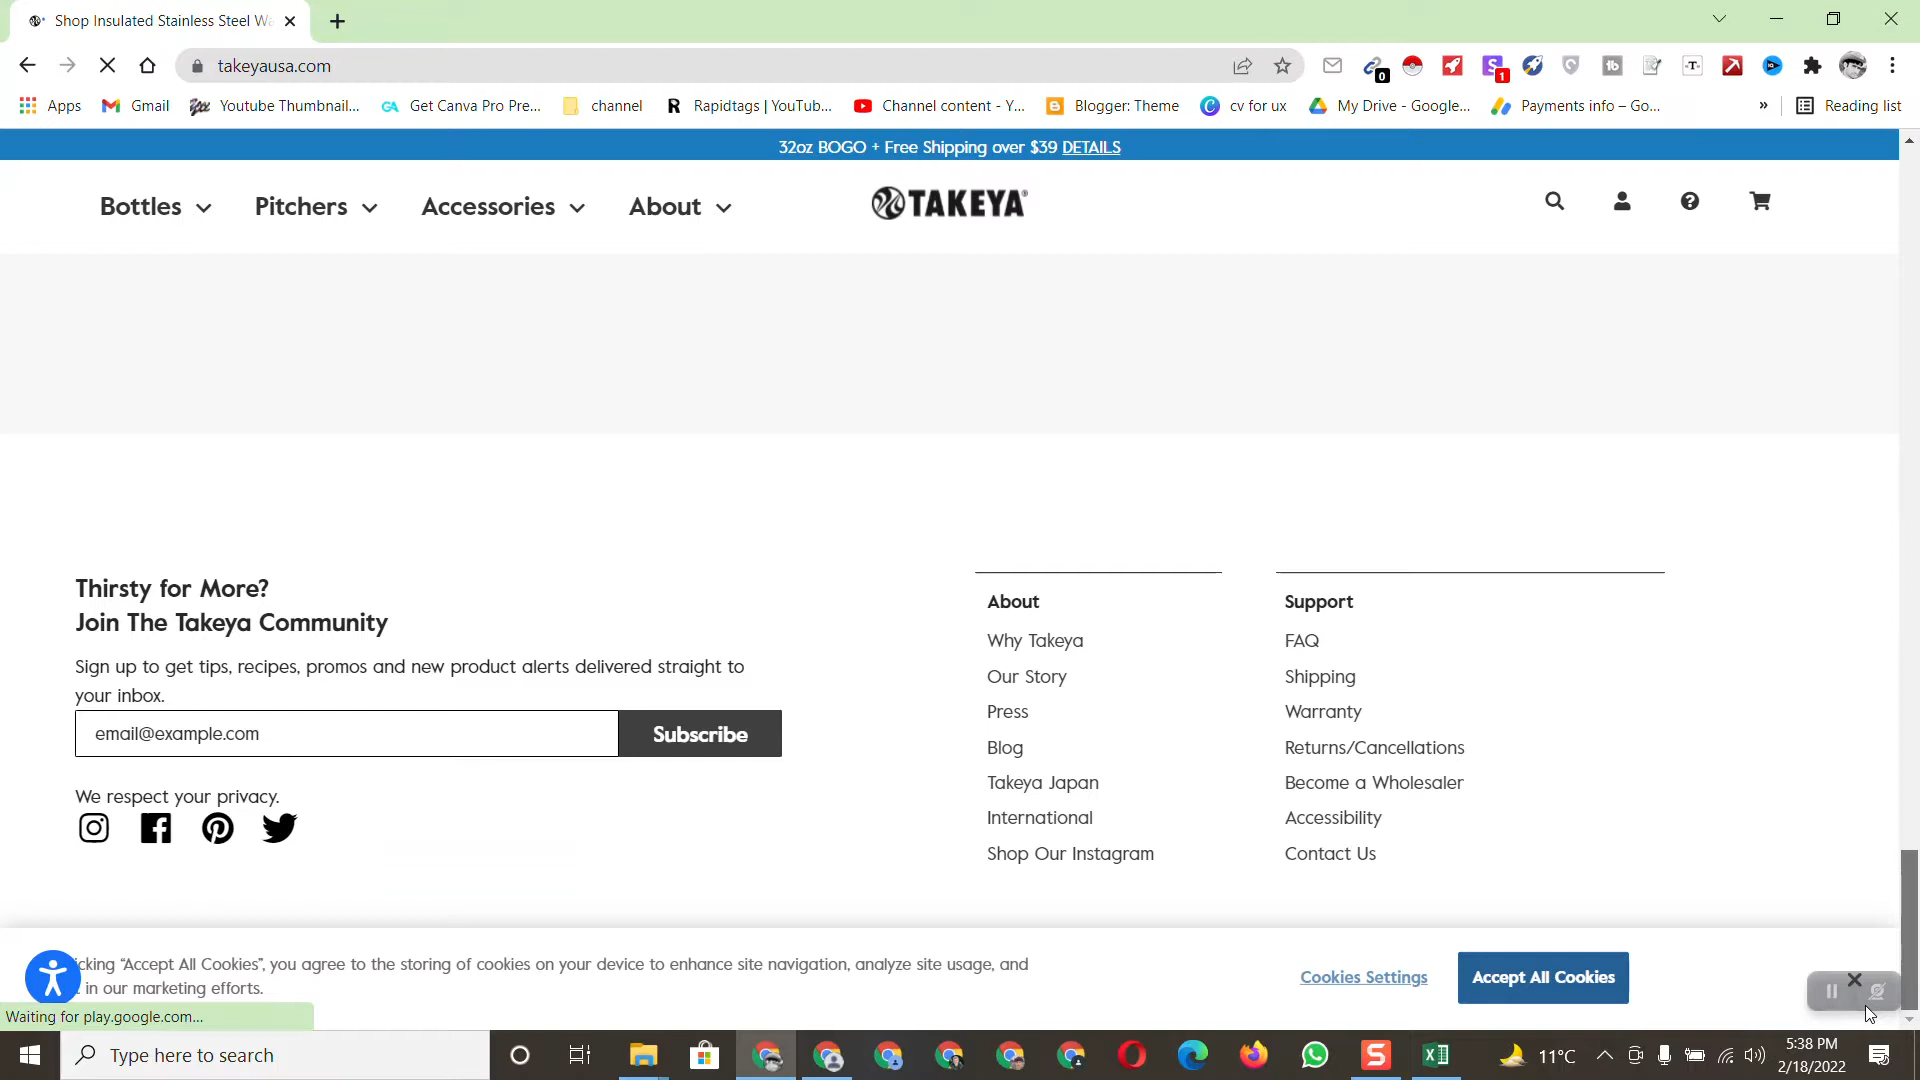 Shop Insulated Stainless Steel Wa
takeyausa.com
0
1
Apps
Gmail
Youtube Thumbnail...
GA Get Canva Pro Pre...
channel
R Rapidtags | YouTub...
Channel content - Y...
Blogger: Theme
cv for ux
My Drive - Google...
Payments info – Go...
»
Reading list
32oz BOGO + Free Shipping over $39 DETAILS
Bottles
Pitchers
Accessories
About
TAKEYA®
Thirsty for More?
Join The Takeya Community
Sign up to get tips, recipes, promos and new product alerts delivered straight to
your inbox.
email@example.com
Subscribe
We respect your privacy.
About
Why Takeya
Our Story
Press
Blog
Takeya Japan
International
Shop Our Instagram
Support
FAQ
Shipping
Warranty
Returns/Cancellations
Become a Wholesaler
Accessibility
Contact Us
icking “Accept All Cookies”, you agree to the storing of cookies on your device to enhance site navigation, analyze site usage, and
in our marketing efforts.
Cookies Settings
Accept All Cookies
Waiting for play.google.com...
Type here to search
11°C
5:38 PM
2/18/2022